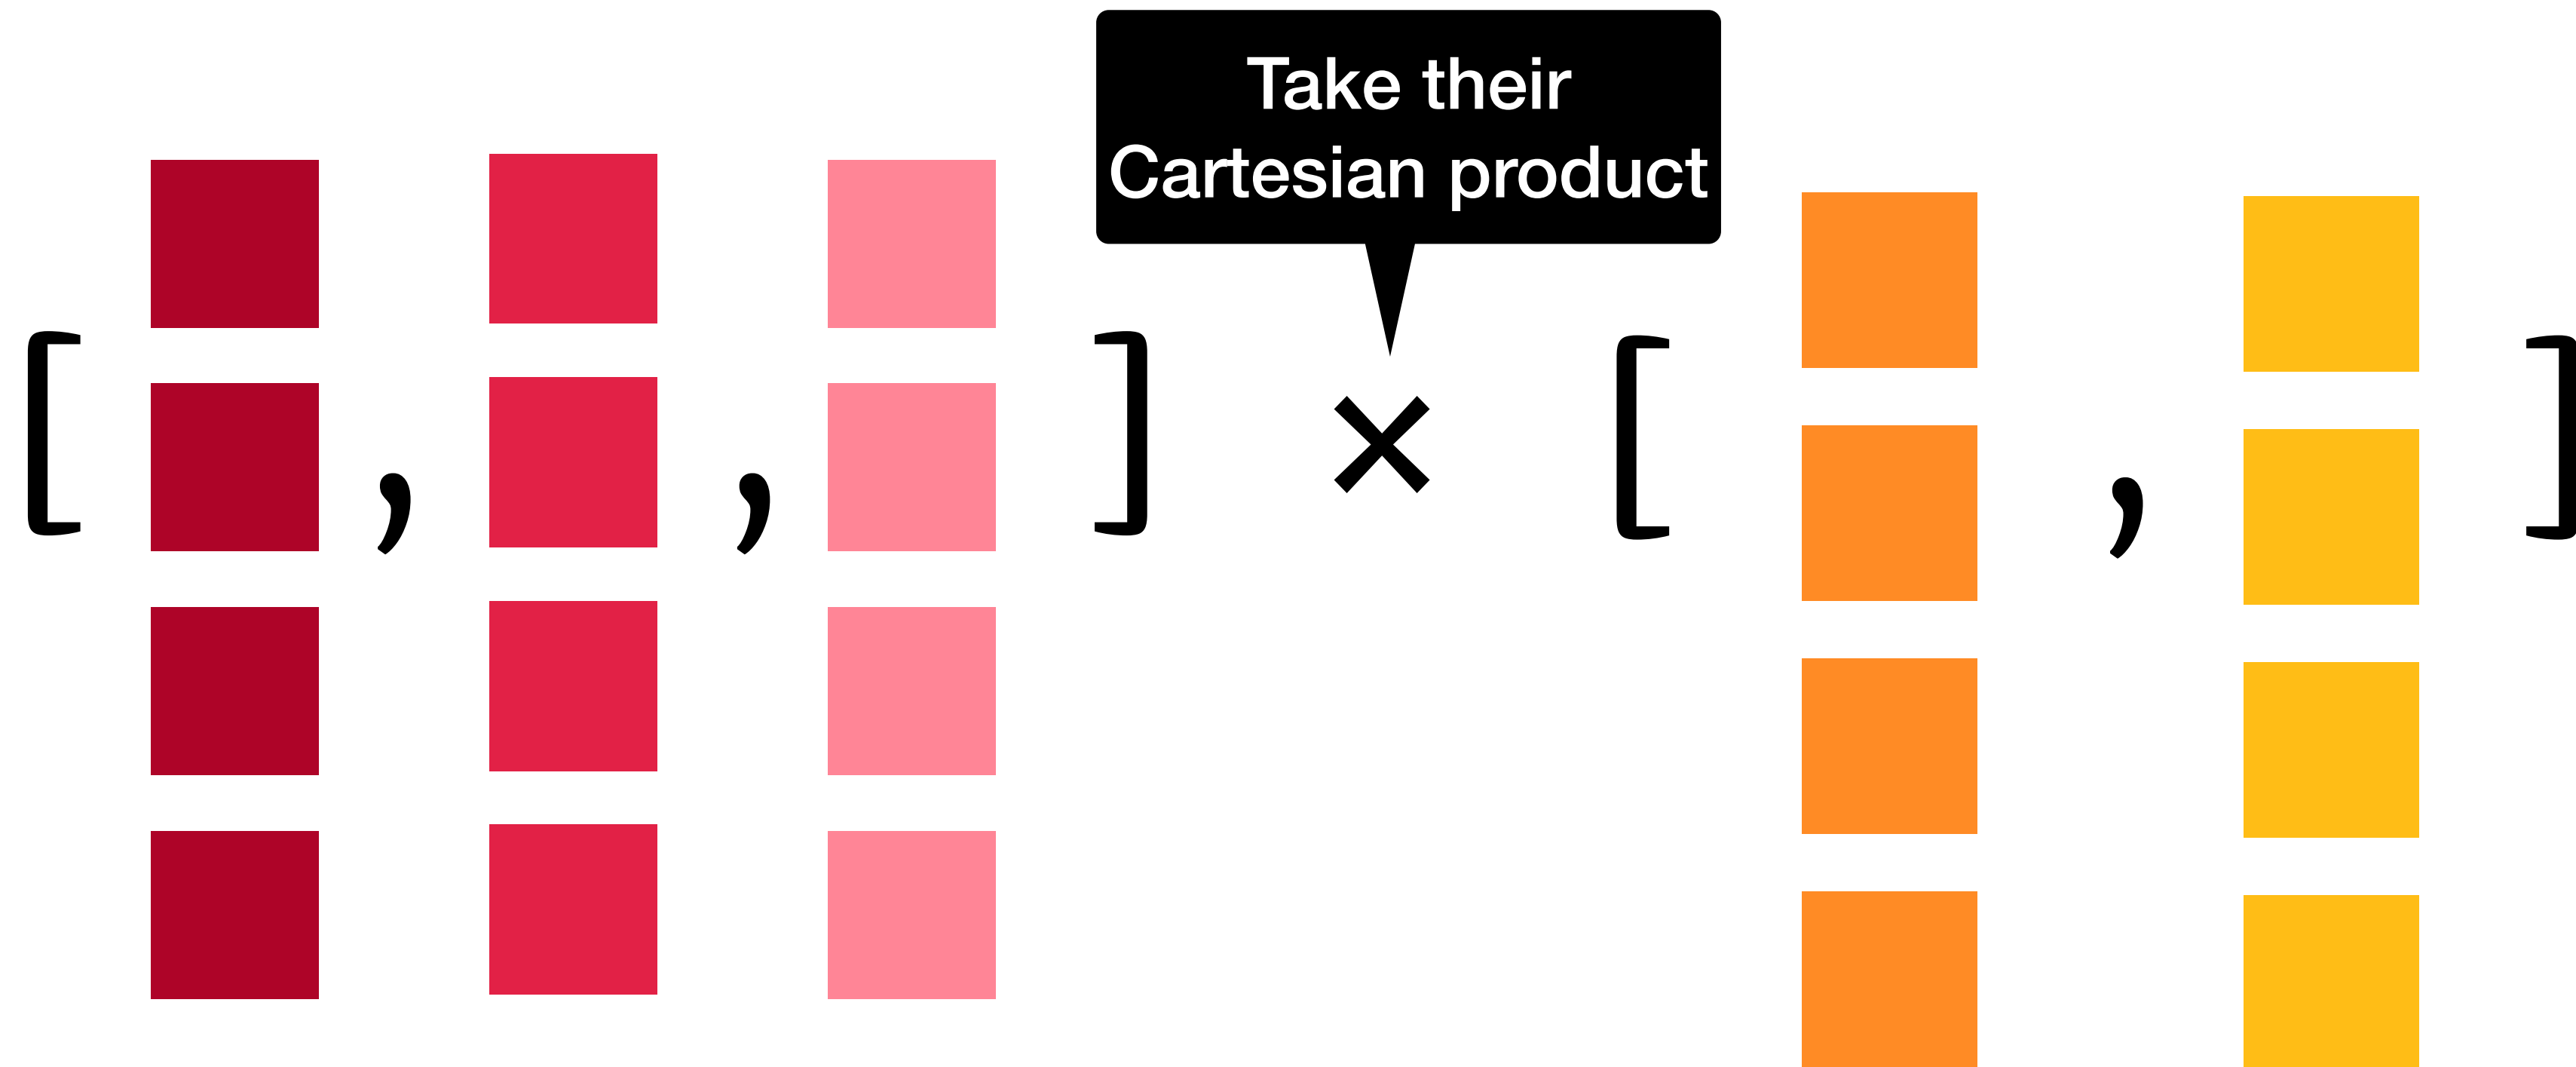 Take their
Cartesian product
[ , , ] × [ , ]